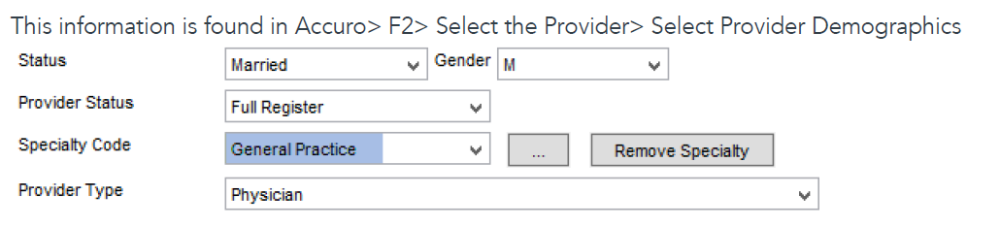 This information is found in Accuro> F2> Select the Provider> Select Provider Demographics
Status Married Gender M
Provider Status Full Register
Specialty Code General Practice ... Remove Specialty
Provider Type Physician